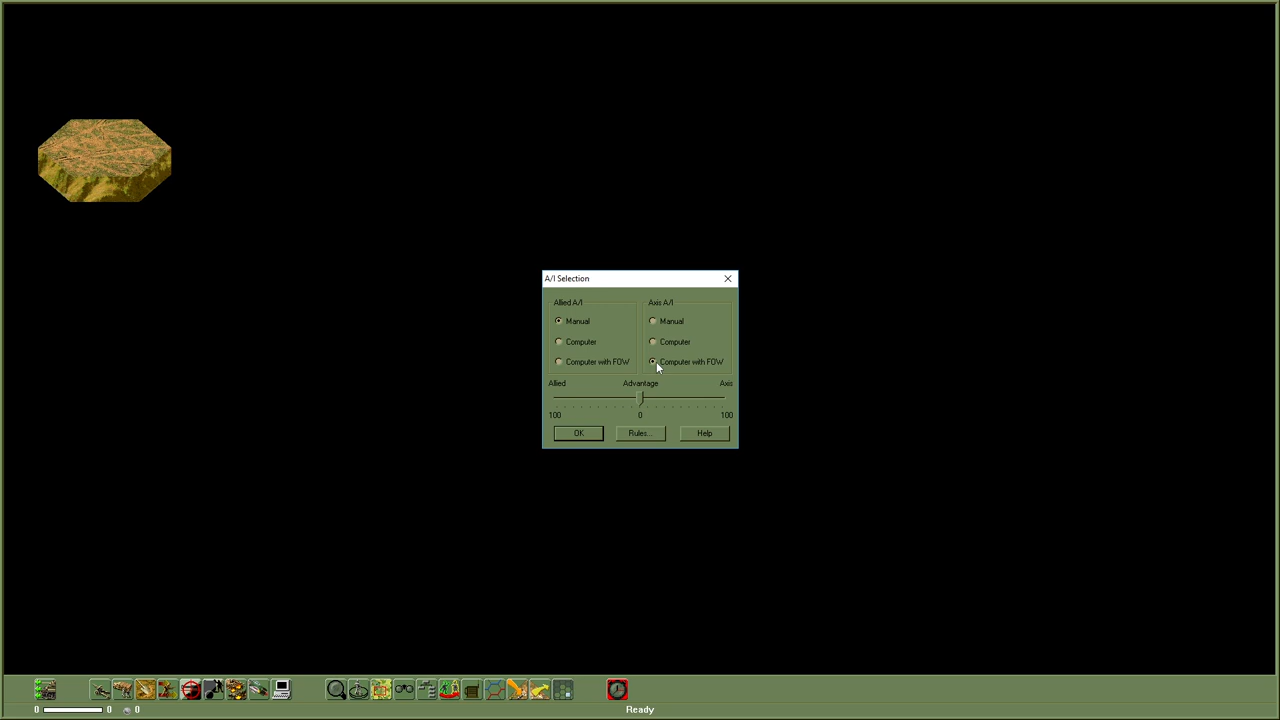 A/I Selection
Allied A/I
Axis A/I
Manual
Manual
Computer
Computer
Computer with FOW
Computer with FOW
Allied
Advantage
Axis
100
0
100
OK
Rules...
Help
0
0
0
Ready